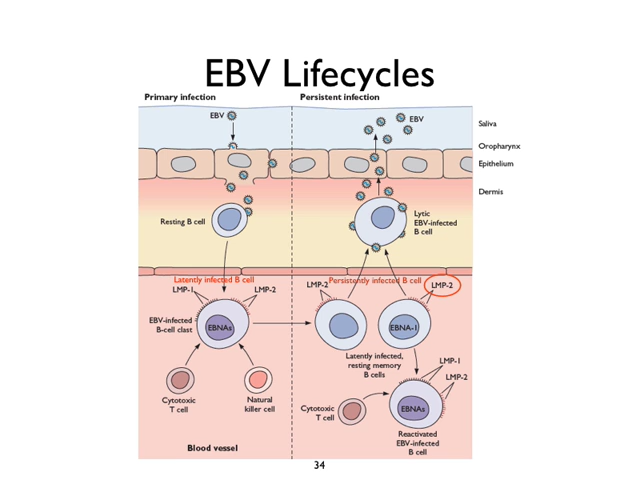 EBV Lifecycles
Primary infection
Persistent infection
EBV
EBV
Saliva
Oropharynx
Epithelium
Dermis
Resting B cell
Lytic
EBV-infected
B cell
Latently infected B cell
Persistently infected B cell
LMP-1
LMP-2
LMP-2
LMP-2
EBV-infected
B-cell clast
EBNAs
EBNA-1
Latently infected,
resting memory
B cells
LMP-1
LMP-2
Cytotoxic
T cell
Natural
killer cell
Cytotoxic
T cell
EBNAs
Reactivated
EBV-infected
B cell
Blood vessel
34